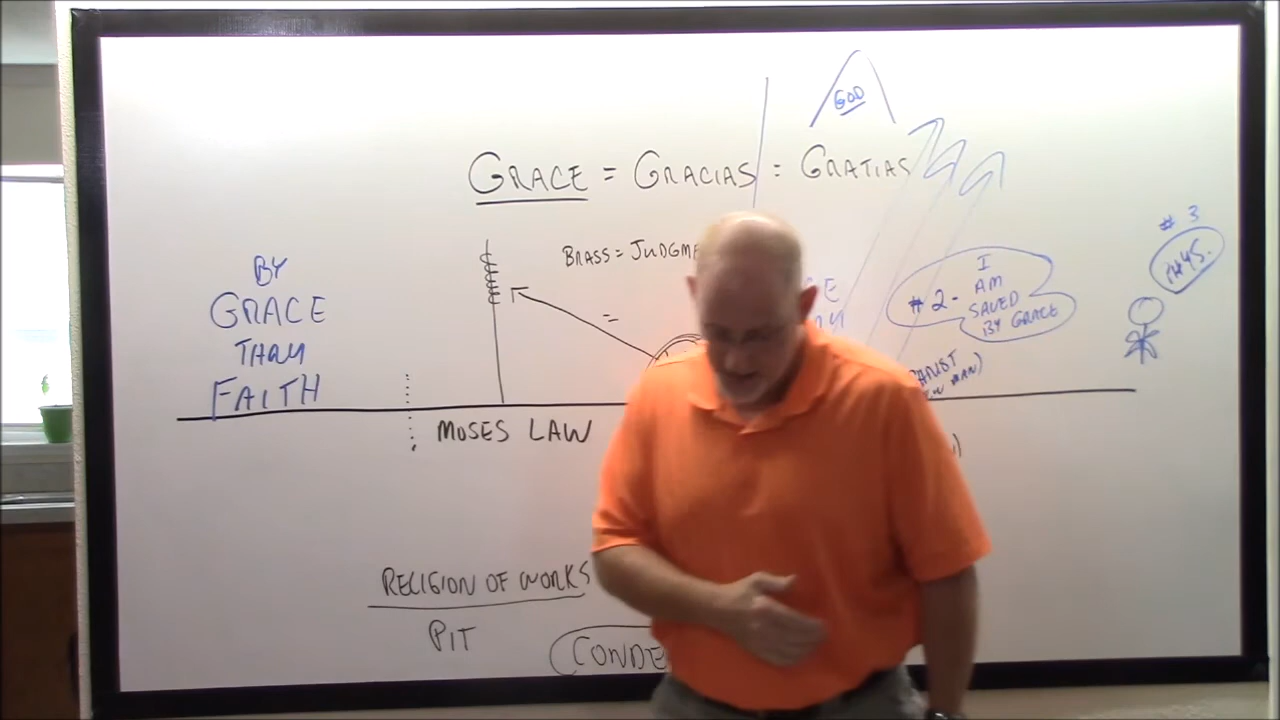 GOD
GRACE = GRACIAS = GRATIAS
# 3
BRASS = JUDGME
BY
GRACE
THRU
FAITH
# 2 - I
AM
SAVED
BY GRACE
MOSES LAW
RELIGION OF WORKS
PIT
CONDE